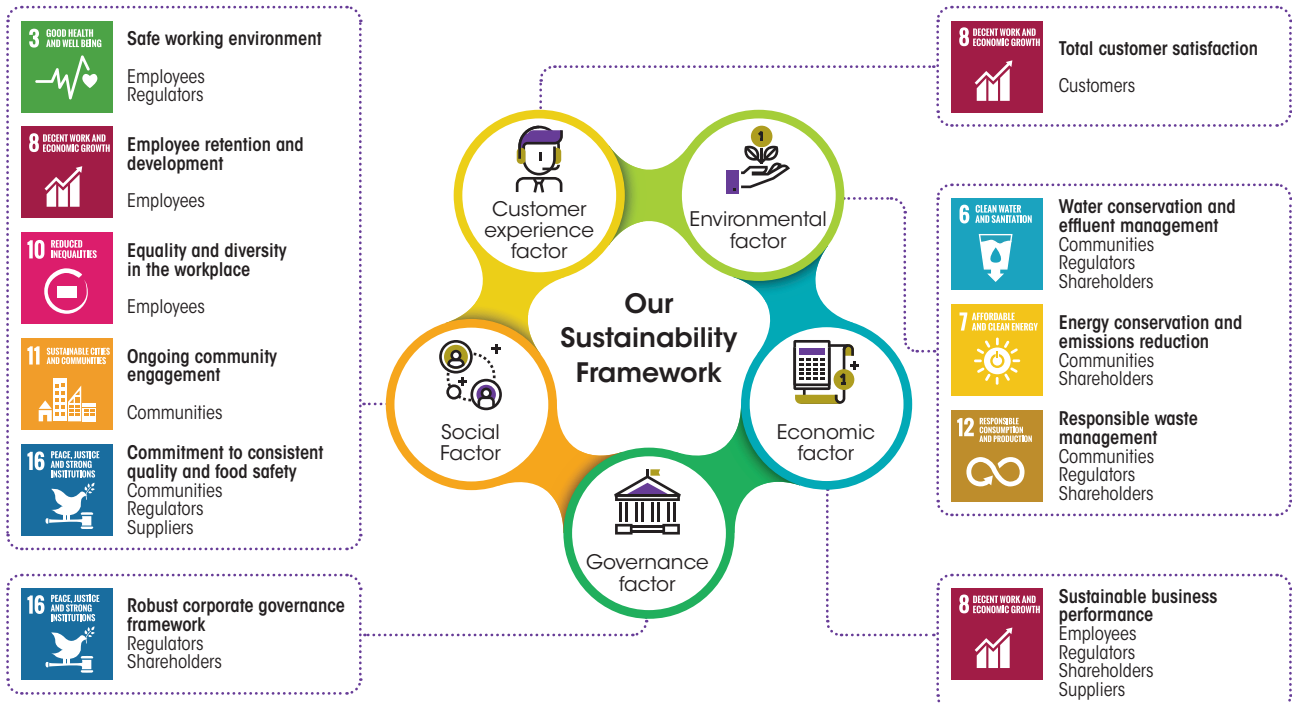 3 GOOD HEALTH
AND WELL BEING
Safe working environment
Employees
Regulators
8 DECENT WORK AND
ECONOMIC GROWTH
Employee retention and
development
Employees
10 REDUCED
INEQUALITIES
Equality and diversity
in the workplace
Employees
11 SUSTAINABLE CITIES
AND COMMUNITIES
Ongoing community
engagement
Communities
16 PEACE, JUSTICE
AND STRONG
INSTITUTIONS
Commitment to consistent
quality and food safety
Communities
Regulators
Suppliers
16 PEACE, JUSTICE
AND STRONG
INSTITUTIONS
Robust corporate governance
framework
Regulators
Shareholders
Customer
experience
factor
1
Environmental
factor
Our
Sustainability
Framework
Social
Factor
1
Economic
factor
Governance
factor
8 DECENT WORK AND
ECONOMIC GROWTH
Total customer satisfaction
Customers
6 CLEAN WATER
AND SANITATION
Water conservation and
effluent management
Communities
Regulators
Shareholders
7 AFFORDABLE
AND CLEAN ENERGY
Energy conservation and
emissions reduction
Communities
Shareholders
12 RESPONSIBLE
CONSUMPTION
AND PRODUCTION
Responsible waste
management
Communities
Regulators
Shareholders
8 DECENT WORK AND
ECONOMIC GROWTH
Sustainable business
performance
Employees
Regulators
Shareholders
Suppliers